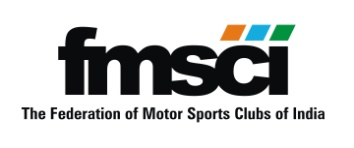 fmsci
The Federation of Motor Sports Clubs of India